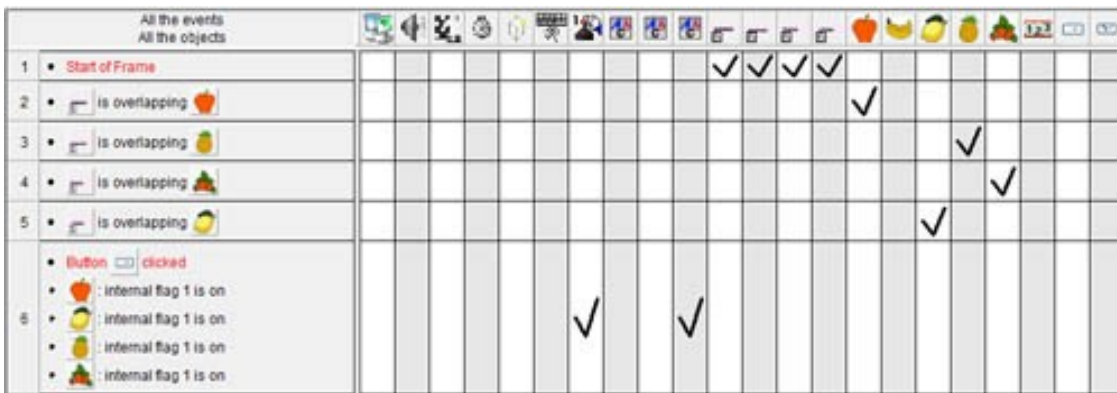 All the events
All the objects
1 • Start of Frame
2 • is overlapping
3 • is overlapping
4 • is overlapping
5 • is overlapping
• Button clicked
• : internal flag 1 is on
6 • : internal flag 1 is on
• : internal flag 1 is on
• : internal flag 1 is on